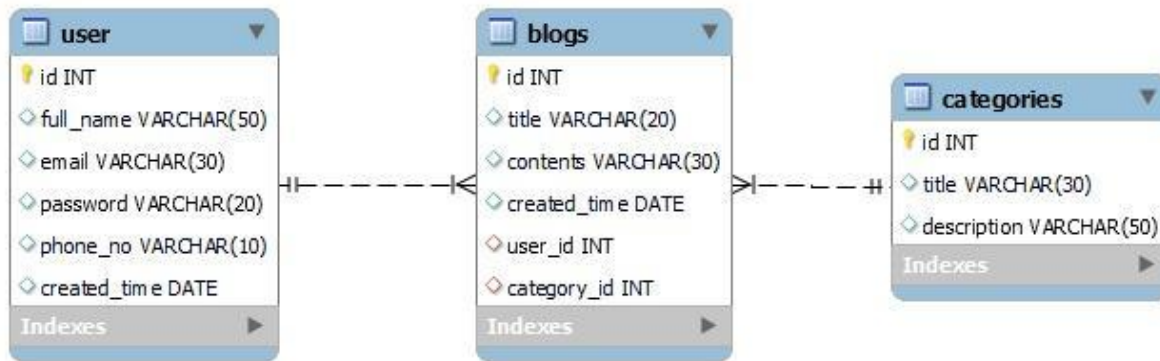 user
id INT
full_name VARCHAR(50)
email VARCHAR(30)
password VARCHAR(20)
phone_no VARCHAR(10)
created_time DATE
Indexes
blogs
id INT
title VARCHAR(20)
contents VARCHAR(30)
created_time DATE
user_id INT
category_id INT
Indexes
categories
id INT
title VARCHAR(30)
description VARCHAR(50)
Indexes